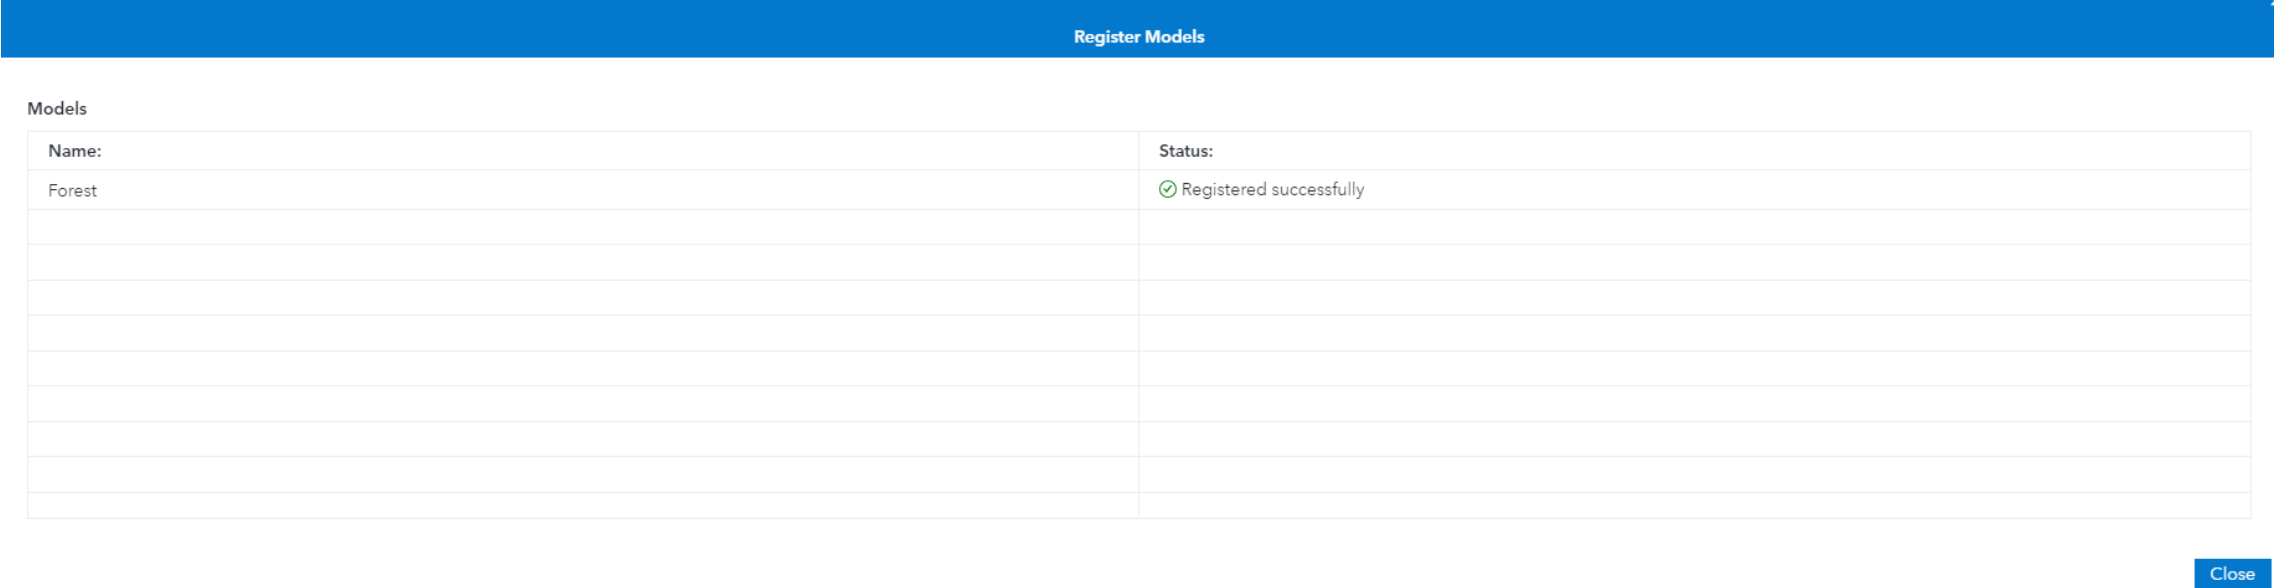 Register Models
Models
Name: Status:
Forest Registered successfully
Close